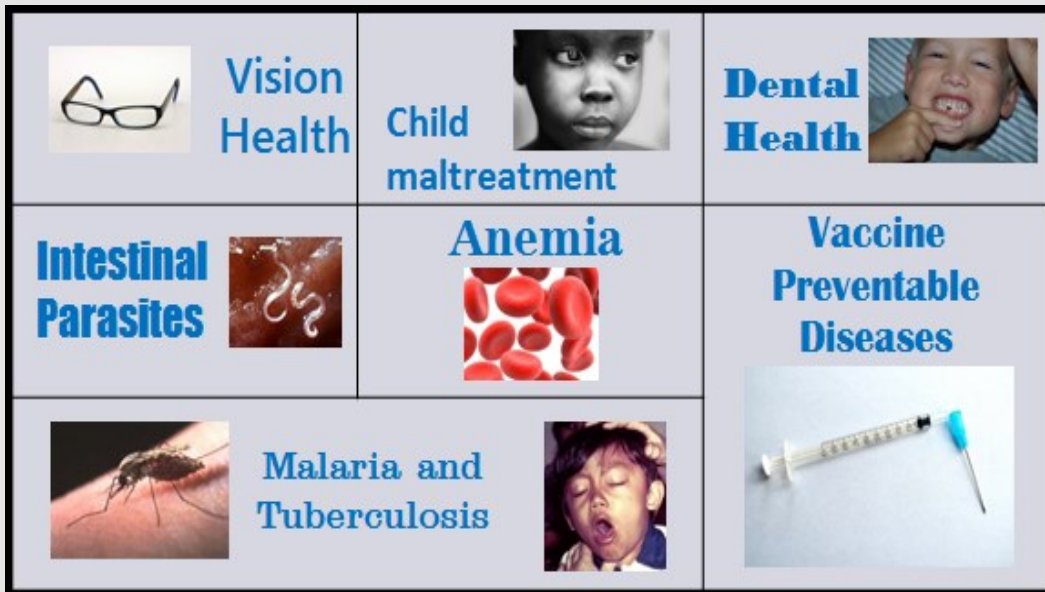 Vision
Health
Child
maltreatment
Dental
Health
Intestinal
Parasites
Anemia
Vaccine
Preventable
Diseases
Malaria and
Tuberculosis